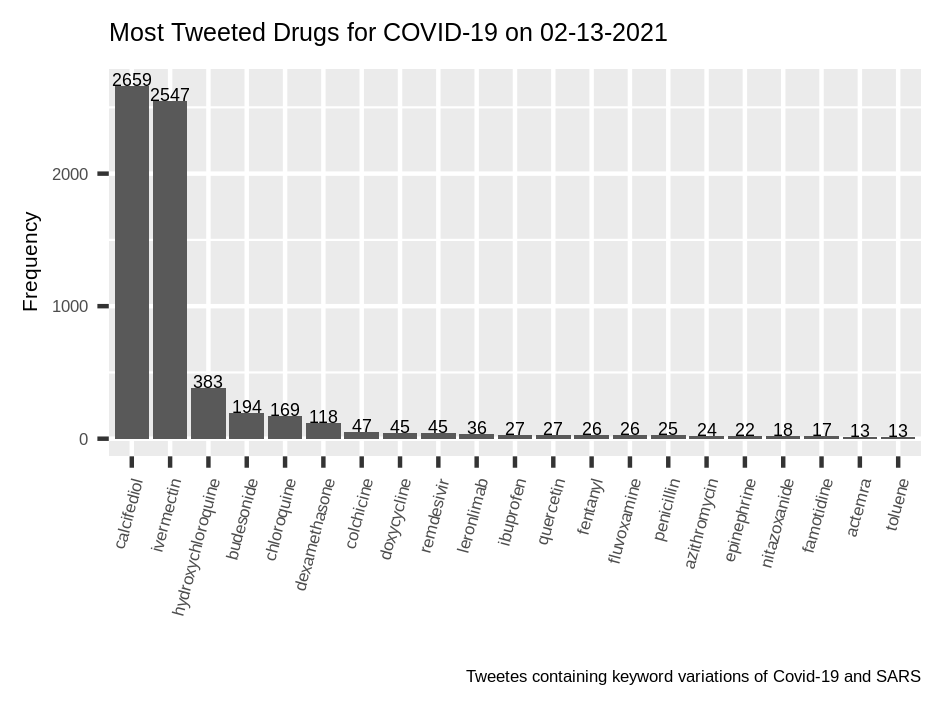 Most Tweeted Drugs for COVID-19 on 02-13-2021
2659
2547
383
194
169
118
47
45
45
36
27
27
26
26
25
24
22
18
17
13
13
2000
1000
0
Frequency
calcifediol
ivermectin
hydroxychloroquine
budesonide
chloroquine
dexamethasone
colchicine
doxycycline
remdesivir
leronlimab
ibuprofen
quercetin
fentanyl
fluvoxamine
penicillin
azithromycin
epinephrine
nitazoxanide
famotidine
actemra
toluene
Tweetes containing keyword variations of Covid-19 and SARS